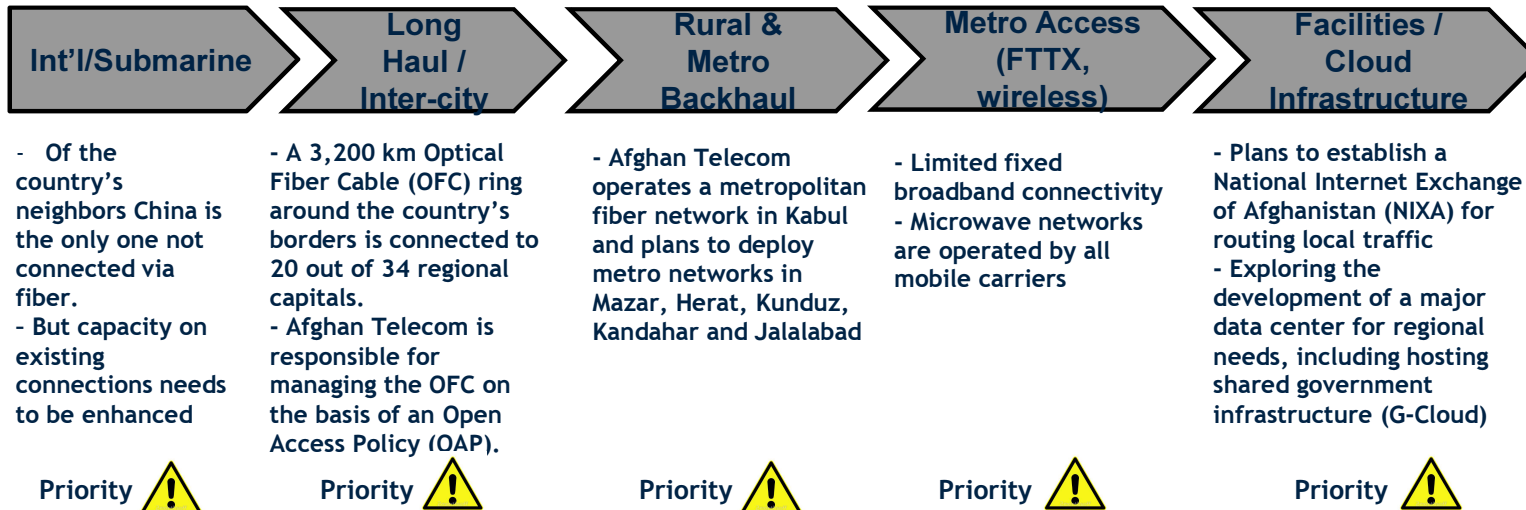 Int'l/Submarine
Long
Haul /
Inter-city
Rural &
Metro
Backhaul
Metro Access
(FTTX,
wireless)
Facilities /
Cloud
Infrastructure
- Of the
country's
neighbors China is
the only one not
connected via
fiber.
- But capacity on
existing
connections needs
to be enhanced
- A 3,200 km Optical
Fiber Cable (OFC) ring
around the country's
borders is connected to
20 out of 34 regional
capitals.
- Afghan Telecom is
responsible for
managing the OFC on
the basis of an Open
Access Policy (OAP).
- Afghan Telecom
operates a metropolitan
fiber network in Kabul
and plans to deploy
metro networks in
Mazar, Herat, Kunduz,
Kandahar and Jalalabad
- Limited fixed
broadband connectivity
- Microwave networks
are operated by all
mobile carriers
- Plans to establish a
National Internet Exchange
of Afghanistan (NIXA) for
routing local traffic
- Exploring the
development of a major
data center for regional
needs, including hosting
shared government
infrastructure (G-Cloud)
Priority !
Priority !
Priority !
Priority !
Priority !